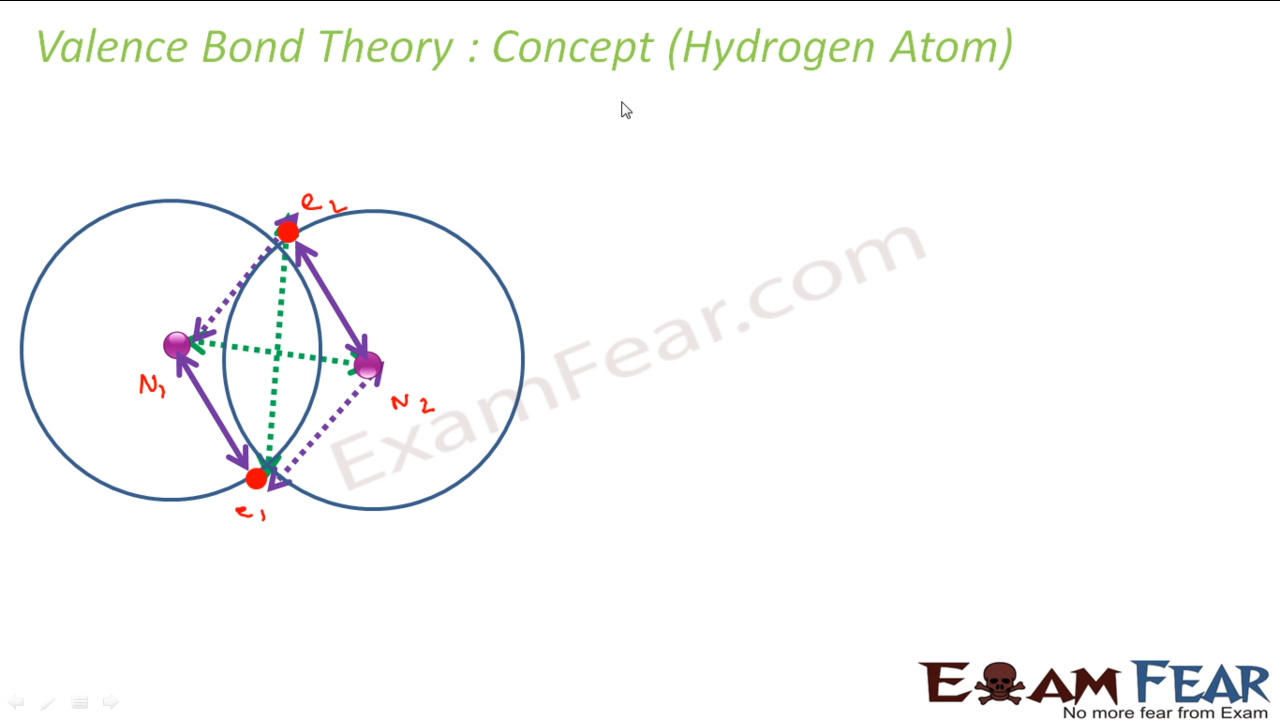 Valence Bond Theory : Concept (Hydrogen Atom)
e2
N1
N2
e1
ExamFear.com
EXAM FEAR
No more fear from Exam